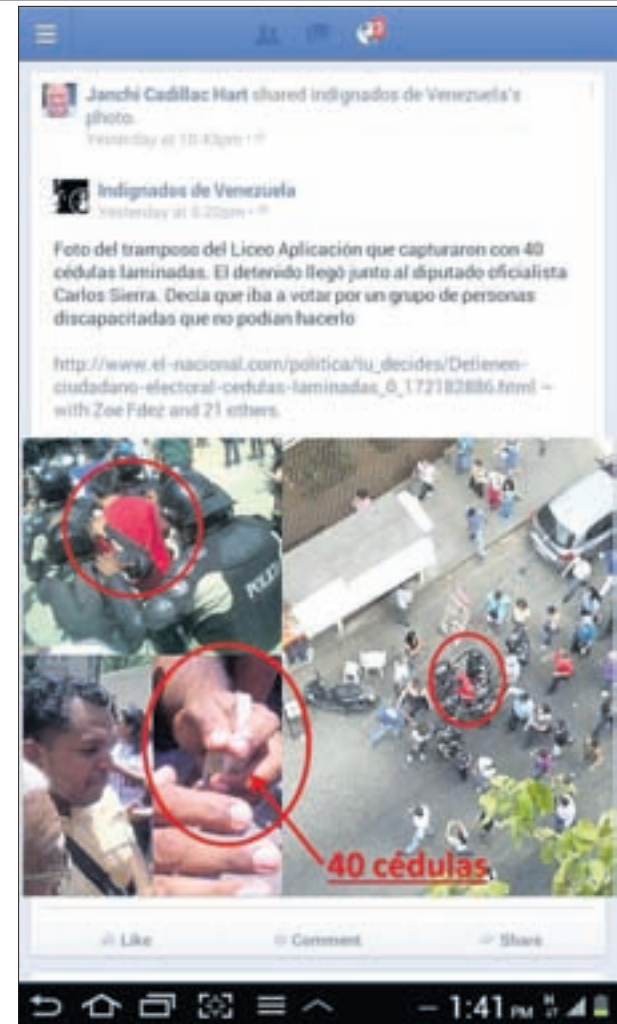 Janchi Cadillac Hart shared indignados de Venezuela's
photo.
Yesterday at 10:43pm
Indignados de Venezuela
Yesterday at
Foto del tramposo del Liceo Aplicación que capturaron con 40
cédulas laminadas. El detenido llegó junto al diputado oficialista
Carlos Sierra. Decía que iba a votar por un grupo de personas
discapacitadas que no podían hacerlo
http://www.el-nacional.com/politica/tu_decides/Detienen-
ciudadano-electoral-cedulas-laminadas_0_172182886.html –
with Zoe Fdez and 21 others.
40 cédulas
Like Comment Share
1:41 PM